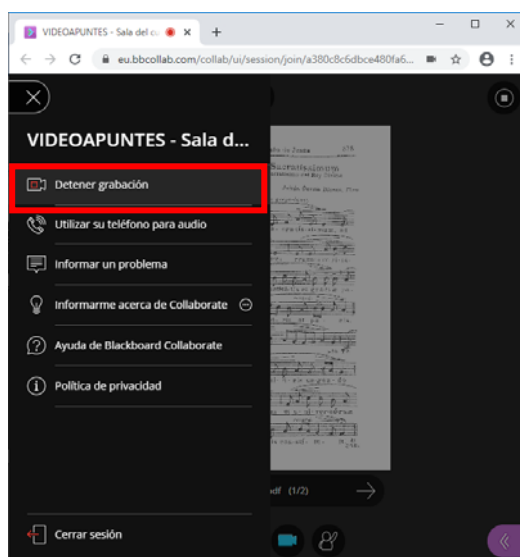 VIDEOAPUNTES - Sala del cu
eu.bbcollab.com/collab/ui/session/join/a380c8c6dbce480fa6...
VIDEOAPUNTES - Sala d...
Detener grabación
Utilizar su teléfono para audio
Informar un problema
Informarme acerca de Collaborate
Ayuda de Blackboard Collaborate
Política de privacidad
Cerrar sesión
(1/2)